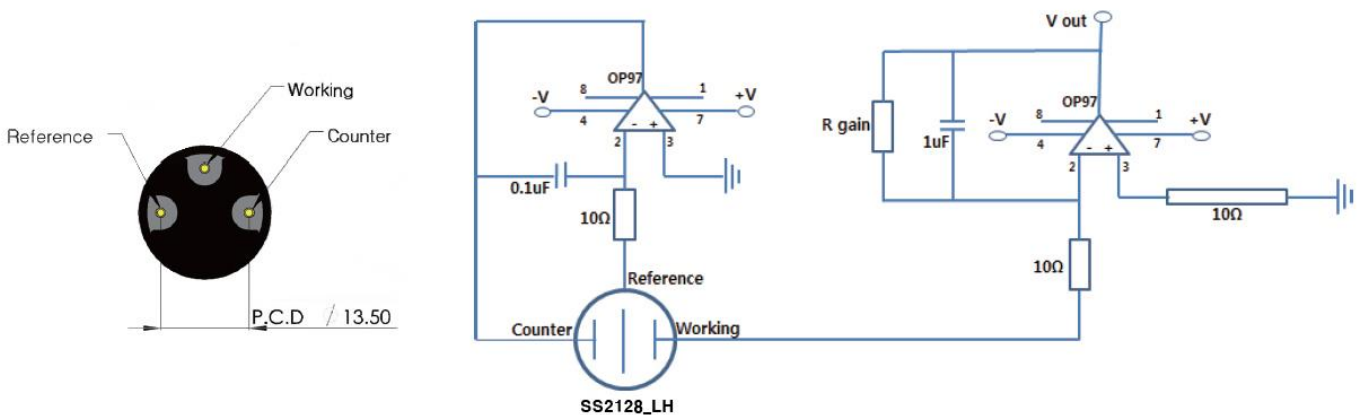 Working
Reference
Counter
P.C.D / 13.50
OP97
-V
8
1
+V
4
7
- +
2
3
0.1uF
10Ω
Reference
Counter
Working
SS2128_LH
V out
R gain
1uF
OP97
-V
8
1
+V
4
7
- +
2
3
10Ω
10Ω